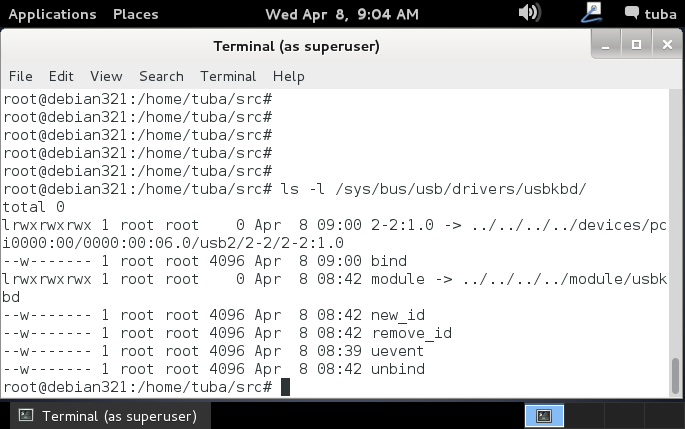 Applications Places Wed Apr 8, 9:04 AM tuba
Terminal (as superuser)
File Edit View Search Terminal Help
root@debian321:/home/tuba/src#
root@debian321:/home/tuba/src#
root@debian321:/home/tuba/src#
root@debian321:/home/tuba/src#
root@debian321:/home/tuba/src#
root@debian321:/home/tuba/src# ls -l /sys/bus/usb/drivers/usbkbd/
total 0
lrwxrwxrwx 1 root root    0 Apr  8 09:00 2-2:1.0 -> ../../../../devices/pc
i0000:00/0000:00:06.0/usb2/2-2/2-2:1.0
--w------- 1 root root 4096 Apr  8 09:00 bind
lrwxrwxrwx 1 root root    0 Apr  8 08:42 module -> ../../../../module/usbk
bd
--w------- 1 root root 4096 Apr  8 08:42 new_id
--w------- 1 root root 4096 Apr  8 08:42 remove_id
--w------- 1 root root 4096 Apr  8 08:39 uevent
--w------- 1 root root 4096 Apr  8 08:42 unbind
root@debian321:/home/tuba/src#
Terminal (as superuser)